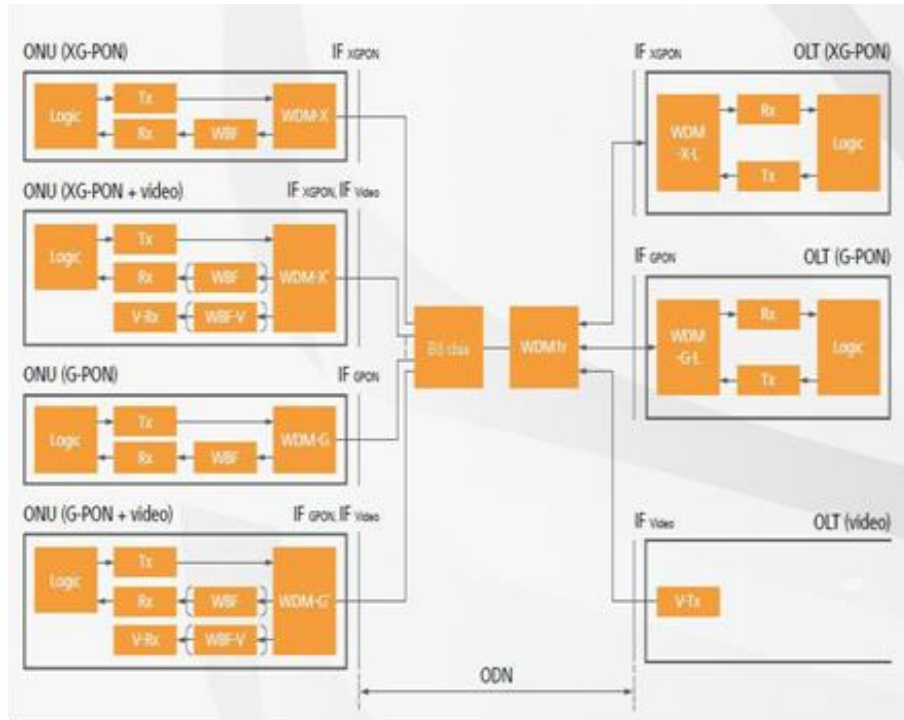 ONU (XG-PON) IF XGPON
Logic Tx Rx WBF WDM-X
ONU (XG-PON + video) IF XGPON, IF Video
Logic Tx Rx WBF WDM-X'
V-Rx WBF-V
ONU (G-PON) IF GPON
Logic Tx Rx WBF WDM-G
ONU (G-PON + video) IF GPON, IF Video
Logic Tx Rx WBF WDM-G'
V-Rx WBF-V
WDM1r
ODN
IF XGPON OLT (XG-PON)
WDM
-X-L
Rx
Tx
Logic
IF GPON OLT (G-PON)
WDM
-G-L
Rx
Tx
Logic
IF Video OLT (video)
V-Tx